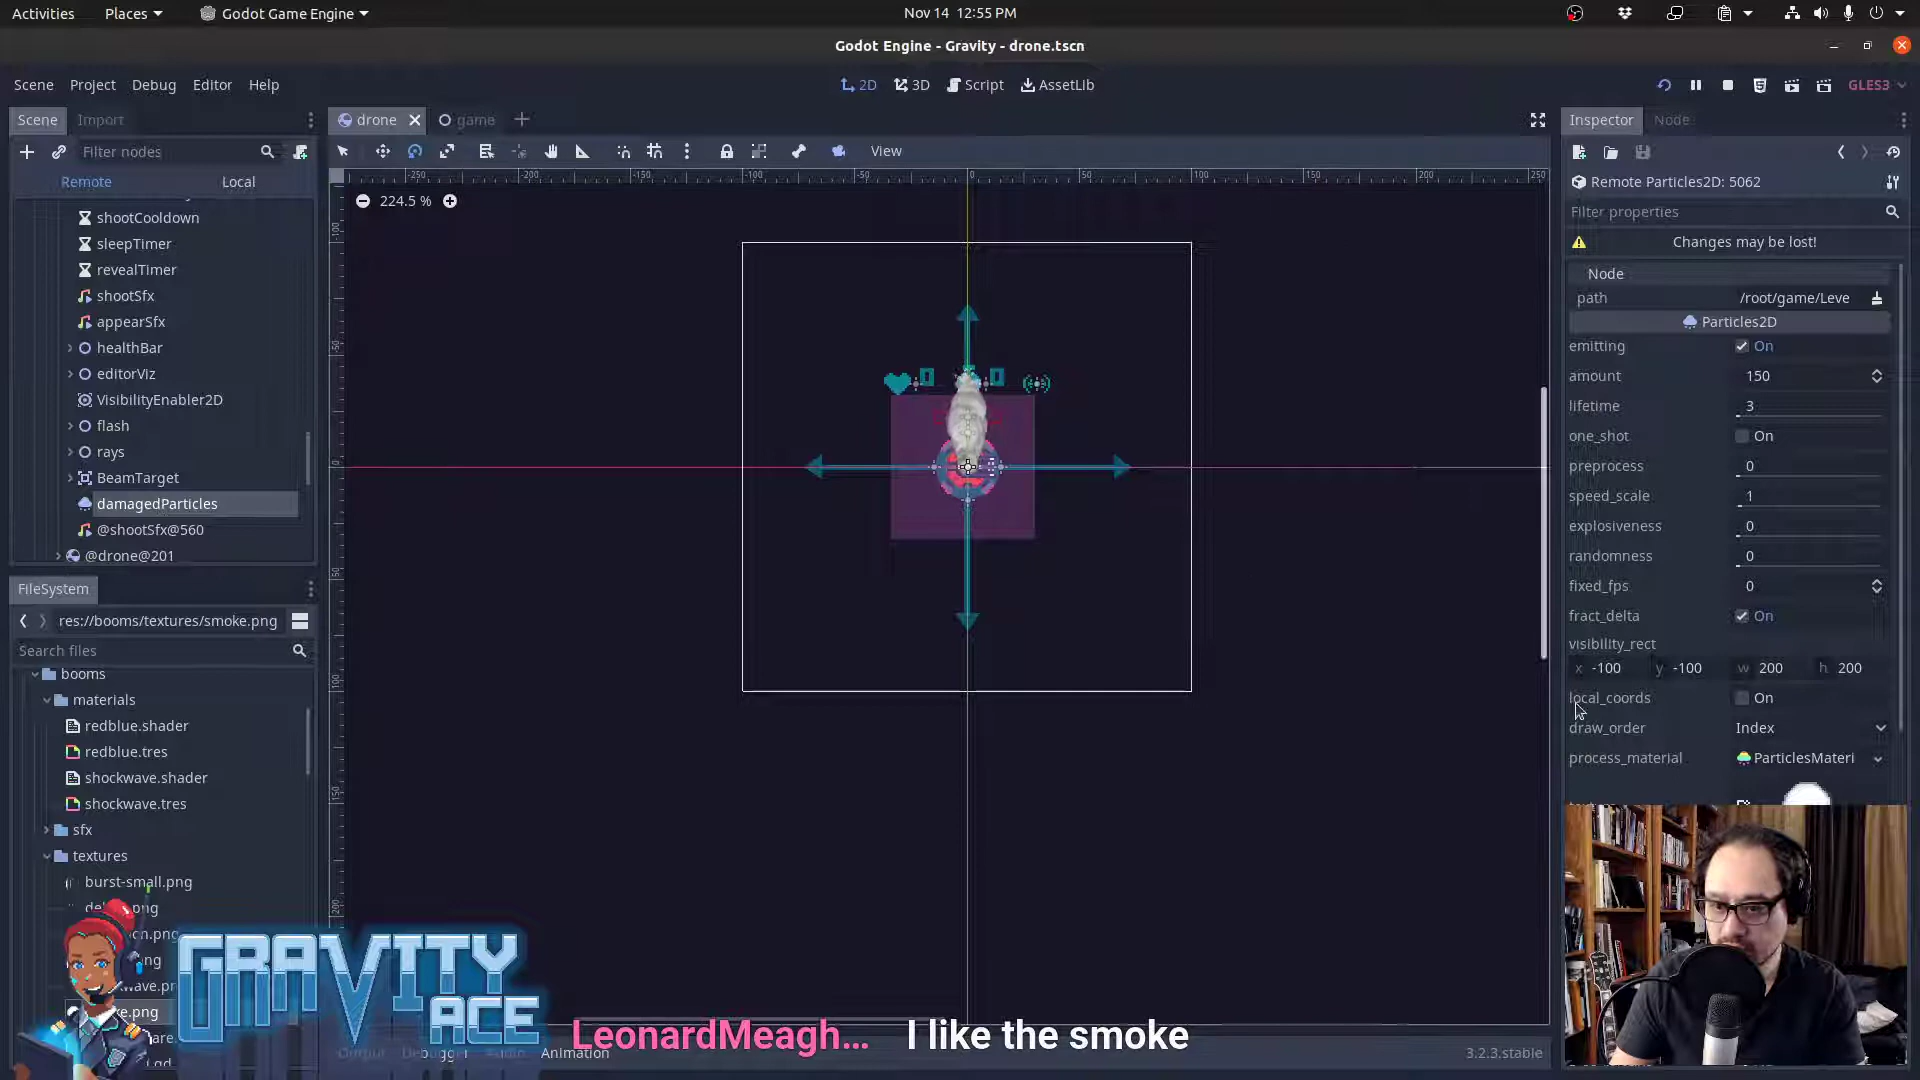 Activities Places Godot Game Engine Nov 14 12:55 PM
Godot Engine - Gravity - drone.tscn
Scene Project Debug Editor Help 2D 3D Script AssetLib GLES3
Scene Import
drone game
Inspector Node
Filter nodes
View
Remote Local
Remote Particles2D: 5062
224.5 %
Filter properties
Changes may be lost!
Node
path /root/game/Leve
Particles2D
emitting On
amount 150
lifetime 3
one_shot On
preprocess 0
speed_scale 1
explosiveness 0
randomness 0
fixed_fps 0
fract_delta On
visibility_rect
x -100 y -100 w 200 h 200
local_coords On
draw_order Index
process_material ParticlesMateri
shootCooldown
sleepTimer
revealTimer
shootSfx
appearSfx
healthBar
editorViz
VisibilityEnabler2D
flash
rays
BeamTarget
damagedParticles
@shootSfx@560
@drone@201
FileSystem
res://booms/textures/smoke.png
Search files
booms
materials
redblue.shader
redblue.tres
shockwave.shader
shockwave.tres
sfx
textures
burst-small.png
GRAVITY
ACE
LeonardMeagh... I like the smoke
Output Debugger Audio Animation 3.2.3.stable